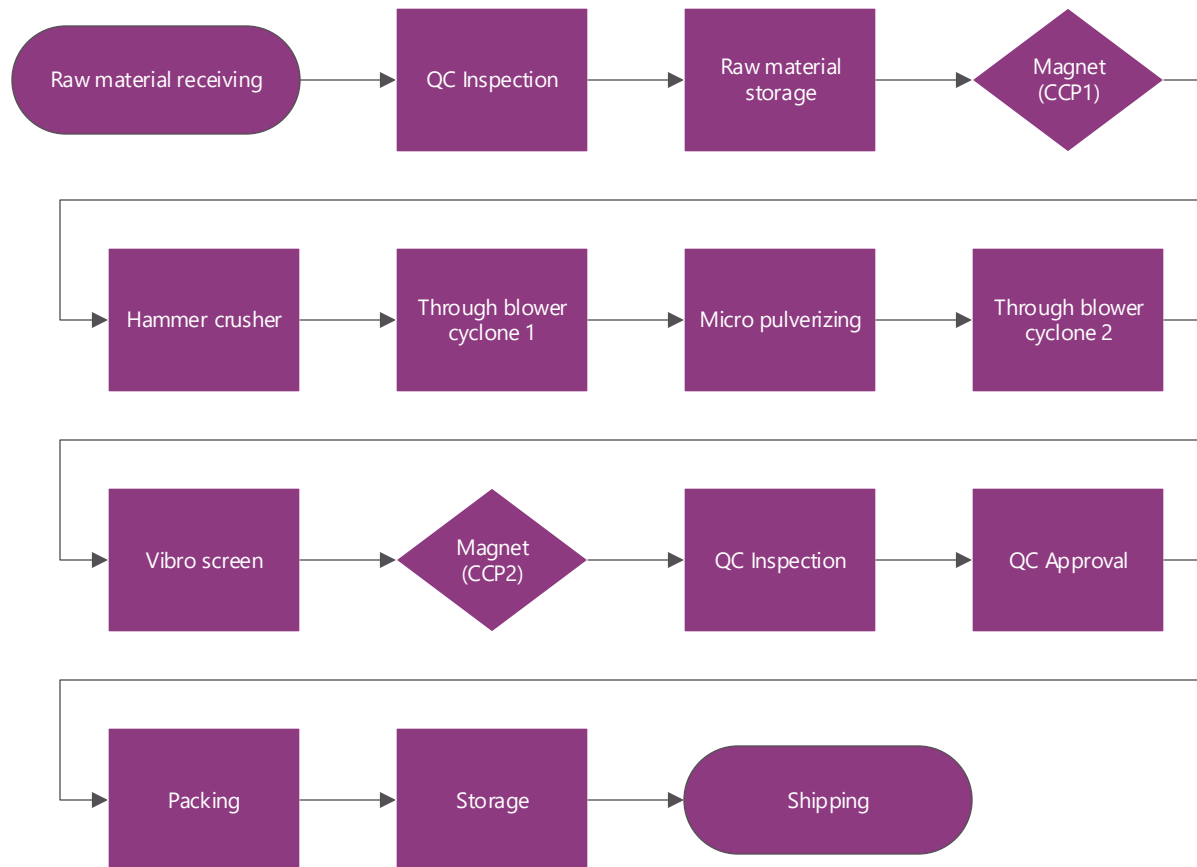 Raw material receiving
QC Inspection
Raw material
storage
Magnet
(CCP1)
Hammer crusher
Through blower
cyclone 1
Micro pulverizing
Through blower
cyclone 2
Vibro screen
Magnet
(CCP2)
QC Inspection
QC Approval
Packing
Storage
Shipping